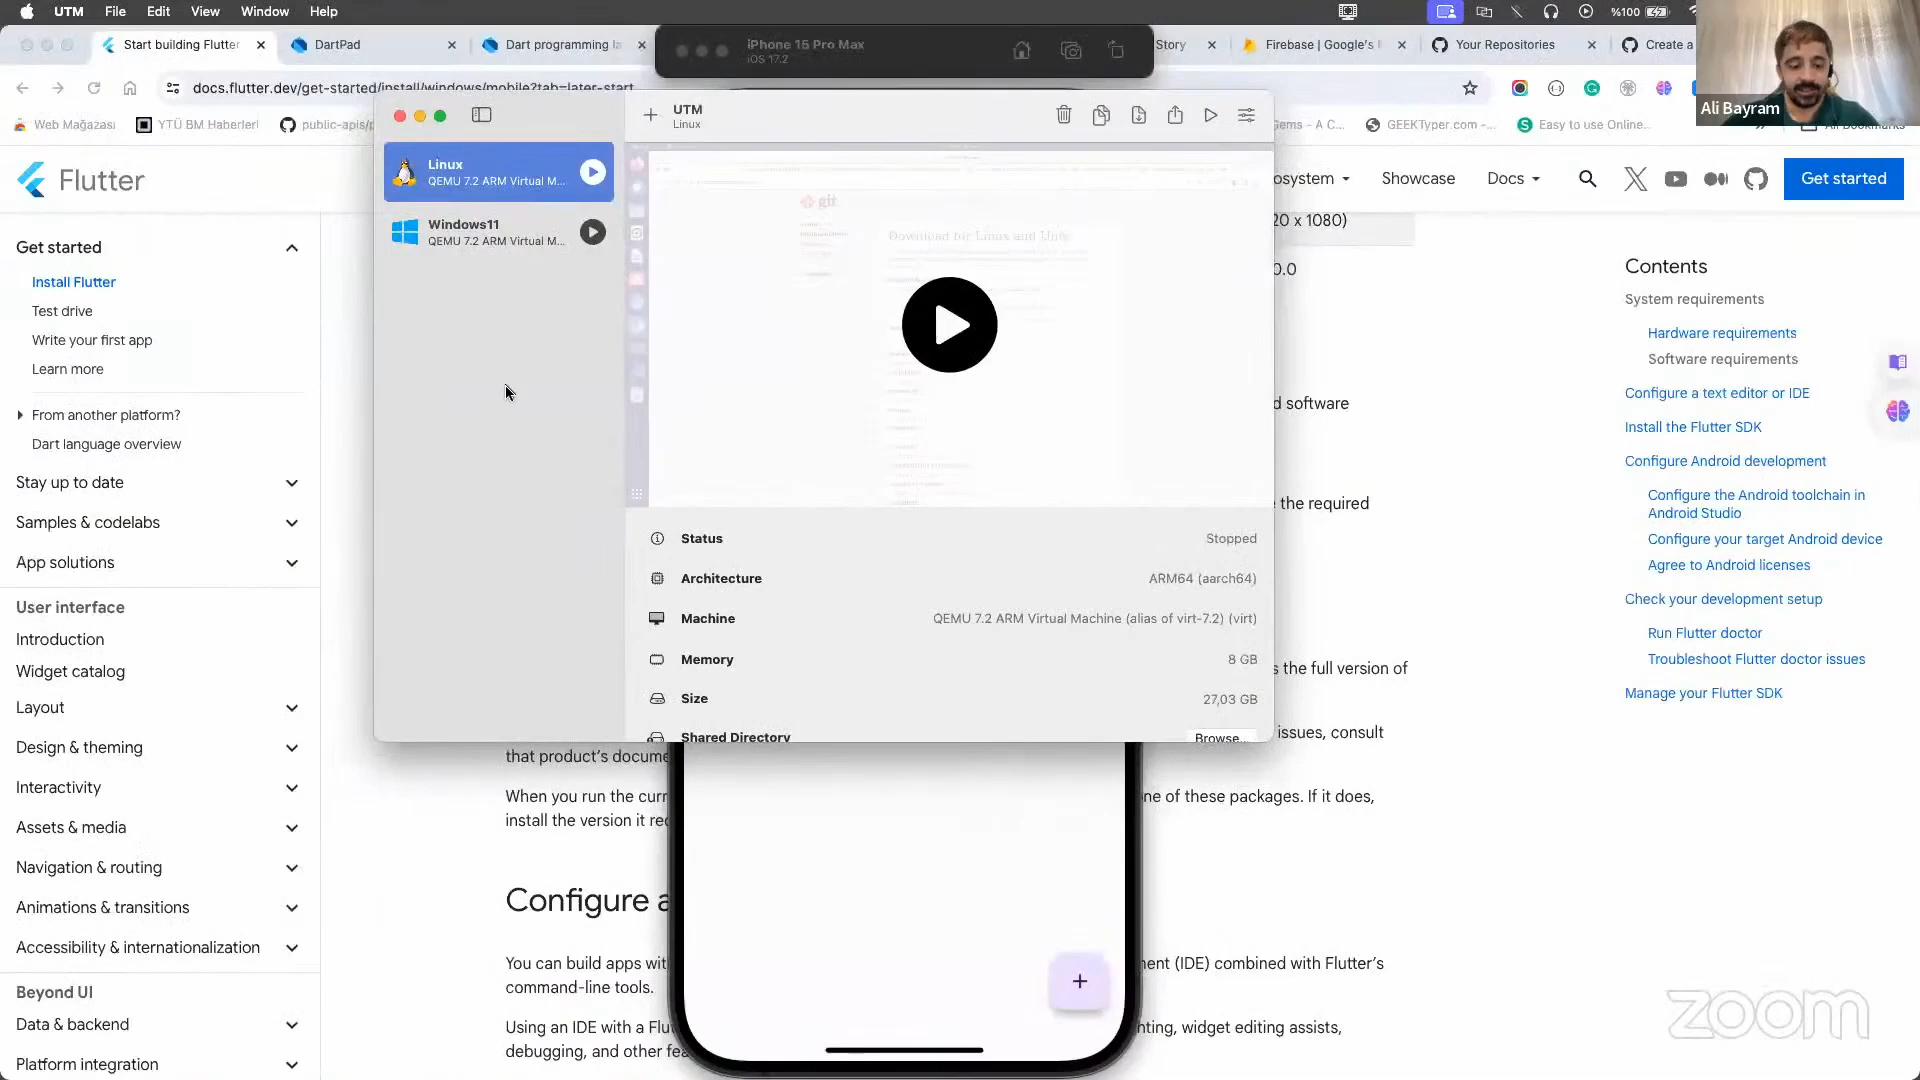 UTM File Edit View Window Help
%100
Start building Flutter
DartPad
Dart programming la
Story
Firebase | Google's
Your Repositories
Create a
iPhone 15 Pro Max
iOS 17.2
docs.flutter.dev/get-started/install/windows/mobile?tab=later-start
Web Mağazası
YTÜ BM Haberleri
public-apis/p
Gems - A C...
GEEKTyper.com -...
Easy to use Online...
All Bookmarks
Ali Bayram
UTM
Linux
Linux
QEMU 7.2 ARM Virtual M...
Windows11
QEMU 7.2 ARM Virtual M...
git
Download for Linux and Unix
Status
Stopped
Architecture
ARM64 (aarch64)
Machine
QEMU 7.2 ARM Virtual Machine (alias of virt-7.2) (virt)
Memory
8 GB
Size
27,03 GB
Shared Directory
Browse...
Flutter
osystem
Showcase
Docs
Get started
Get started
Install Flutter
Test drive
Write your first app
Learn more
From another platform?
Dart language overview
Stay up to date
Samples & codelabs
App solutions
User interface
Introduction
Widget catalog
Layout
Design & theming
Interactivity
Assets & media
Navigation & routing
Animations & transitions
Accessibility & internationalization
Beyond UI
Data & backend
Platform integration
20 x 1080)
0.0
d software
e the required
s the full version of
issues, consult
that product's docume
When you run the curr
ne of these packages. If it does,
install the version it rec
Configure a
You can build apps wit
ment (IDE) combined with Flutter's
command-line tools.
Using an IDE with a Flu
hting, widget editing assists,
debugging, and other fea
Contents
System requirements
Hardware requirements
Software requirements
Configure a text editor or IDE
Install the Flutter SDK
Configure Android development
Configure the Android toolchain in
Android Studio
Configure your target Android device
Agree to Android licenses
Check your development setup
Run Flutter doctor
Troubleshoot Flutter doctor issues
Manage your Flutter SDK
zoom